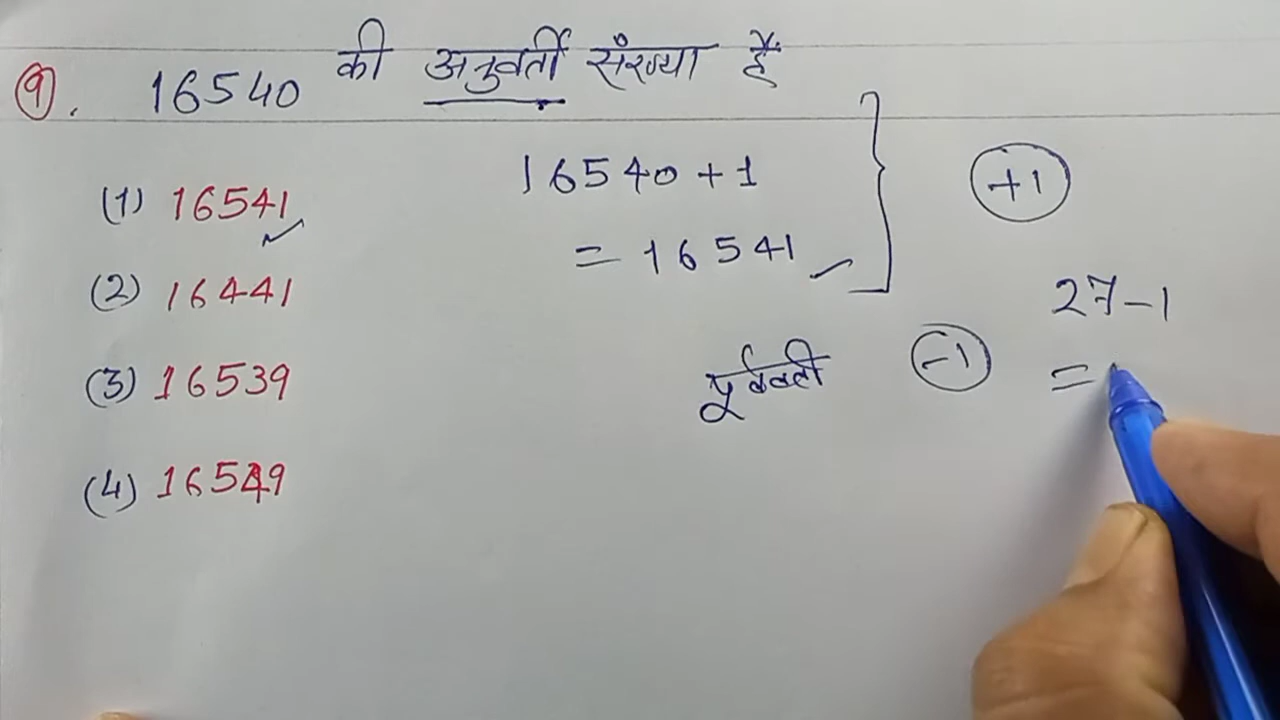 9. 16540 की अनुवर्ती संख्या है
(1) 16541
(2) 16441
(3) 16539
(4) 16549
16540 + 1
= 16541
+1
पूर्ववर्ती -1
27 - 1
=